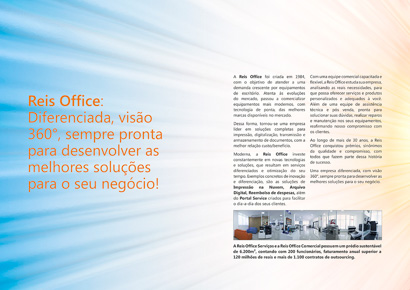 Reis Office:
Diferenciada, visão
360°, sempre pronta
para desenvolver as
melhores soluções
para o seu negócio!
A Reis Office foi criada em 1984,
com o objetivo de atender a uma
demanda crescente por equipamentos
de escritório. Atenta às evoluções
do mercado, passou a comercializar
equipamentos mais modernos, com
tecnologia de ponta, das melhores
marcas disponíveis no mercado.
Dessa forma, tornou-se uma empresa
líder em soluções completas para
impressão, digitalização, transmissão e
armazenamento de documentos, com a
melhor relação custo/benefício.
Moderna, a Reis Office investe
constantemente em novas tecnologias
e soluções, que resultam em serviços
diferenciados e otimização do seu
tempo. Exemplos concretos de inovação
e diferenciação, são as soluções de
Impressão na Nuvem, Arquivo
Digital, Reembolso de despesas, além
do Portal Service criados para facilitar
o dia-a-dia dos seus clientes.
Com uma equipe comercial capacitada e
flexível, a Reis Office estuda sua empresa,
analisando as reais necessidades, para
que possa oferecer serviços e produtos
personalizados e adequados à você.
Além de uma equipe de assistência
técnica e pós venda, pronta para
solucionar suas dúvidas, realizar reparos
e manutenção nos seus equipamentos,
reafirmando nosso compromisso com
os clientes.
Ao longo de mais de 30 anos, a Reis
Office conquistou prêmios, sinônimos
da qualidade e compromisso, com
todos que fazem parte dessa história
de sucesso.
Uma empresa diferenciada, com visão
360°, sempre pronta para desenvolver as
melhores soluções para o seu negócio.
A Reis Office Serviços e a Reis Office Comercial possuem um prédio sustentável
de 6.200m², contando com 200 funcionários, faturamento anual superior a
120 milhões de reais e mais de 1.100 contratos de outsourcing.